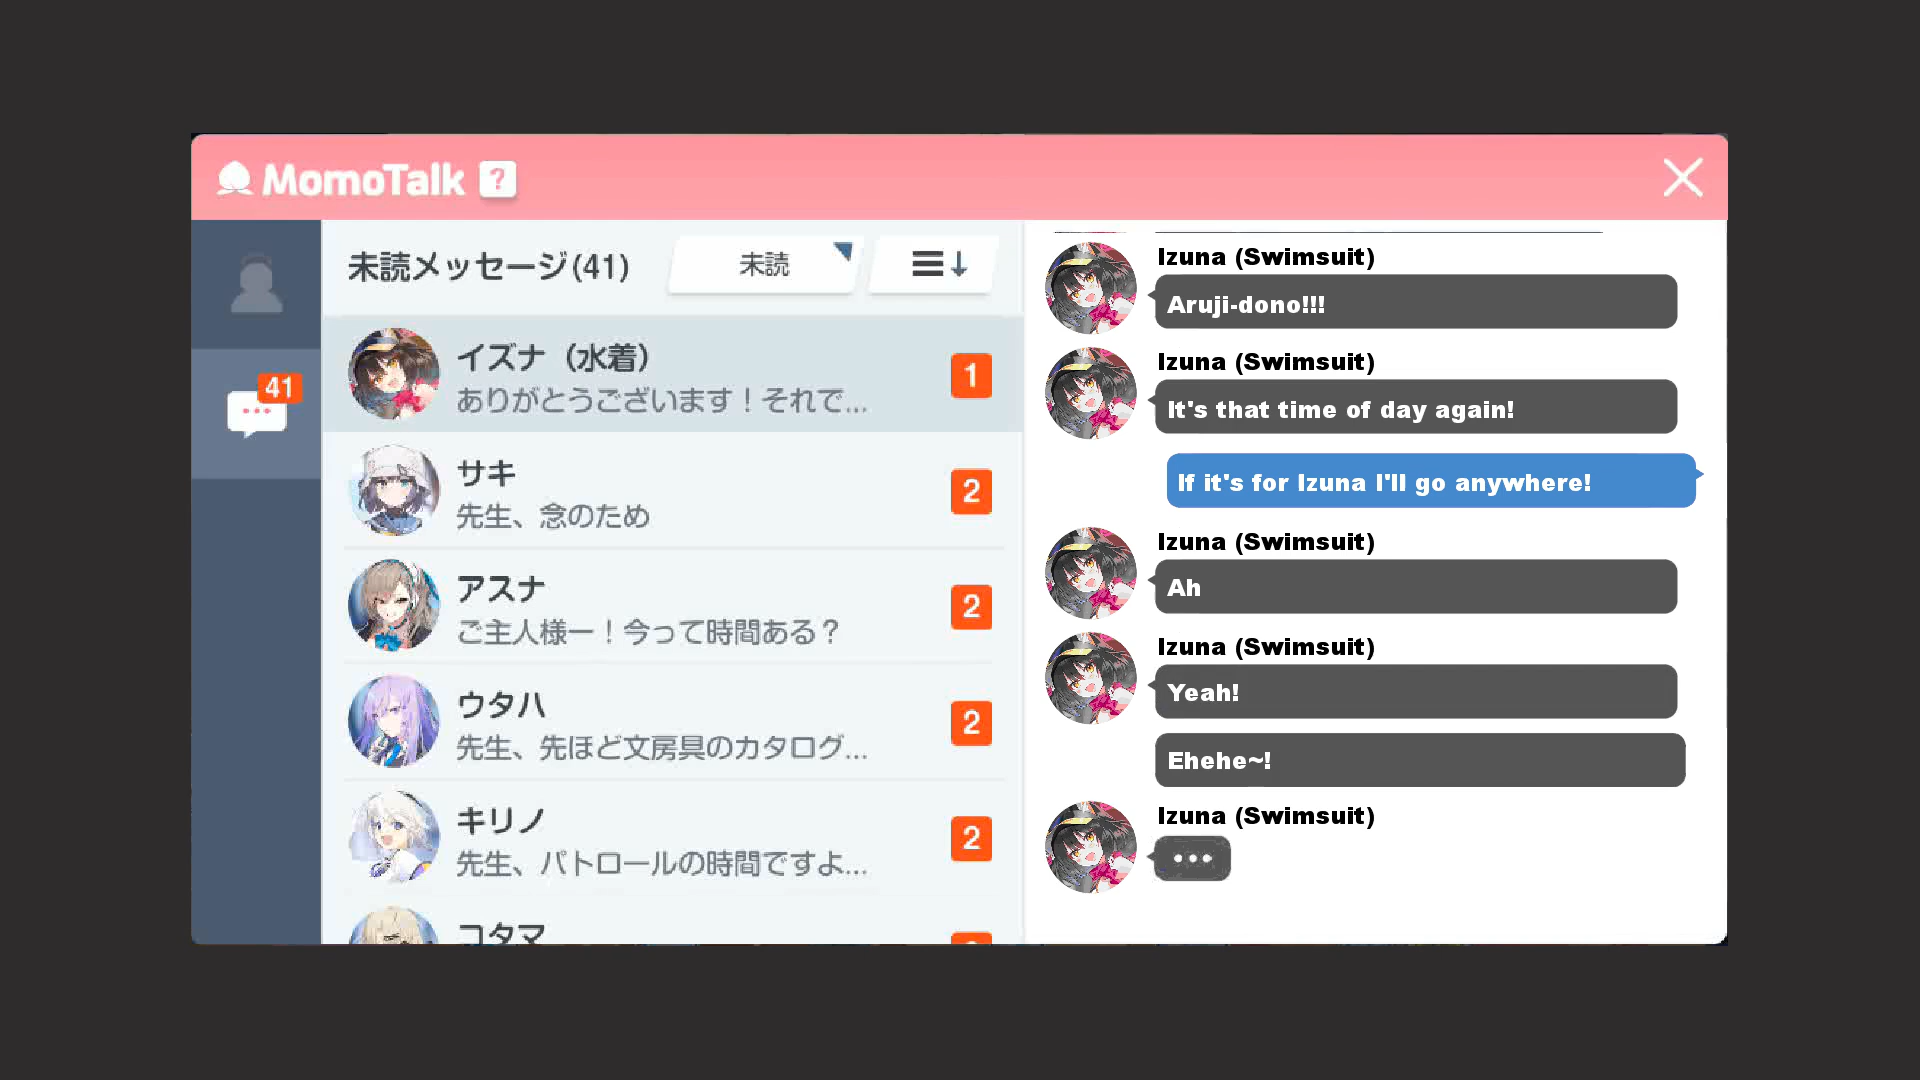 MomoTalk ?
未読メッセージ(41)
未読
41
イズナ（水着）
ありがとうございます！それで...
1
サキ
先生、念のため
2
アスナ
ご主人様ー！今って時間ある？
2
ウタハ
先生、先ほど文房具のカタログ...
2
キリノ
先生、パトロールの時間ですよ...
2
コタマ
Izuna (Swimsuit)
Aruji-dono!!!
Izuna (Swimsuit)
It's that time of day again!
If it's for Izuna I'll go anywhere!
Izuna (Swimsuit)
Ah
Izuna (Swimsuit)
Yeah!
Ehehe~!
Izuna (Swimsuit)
...